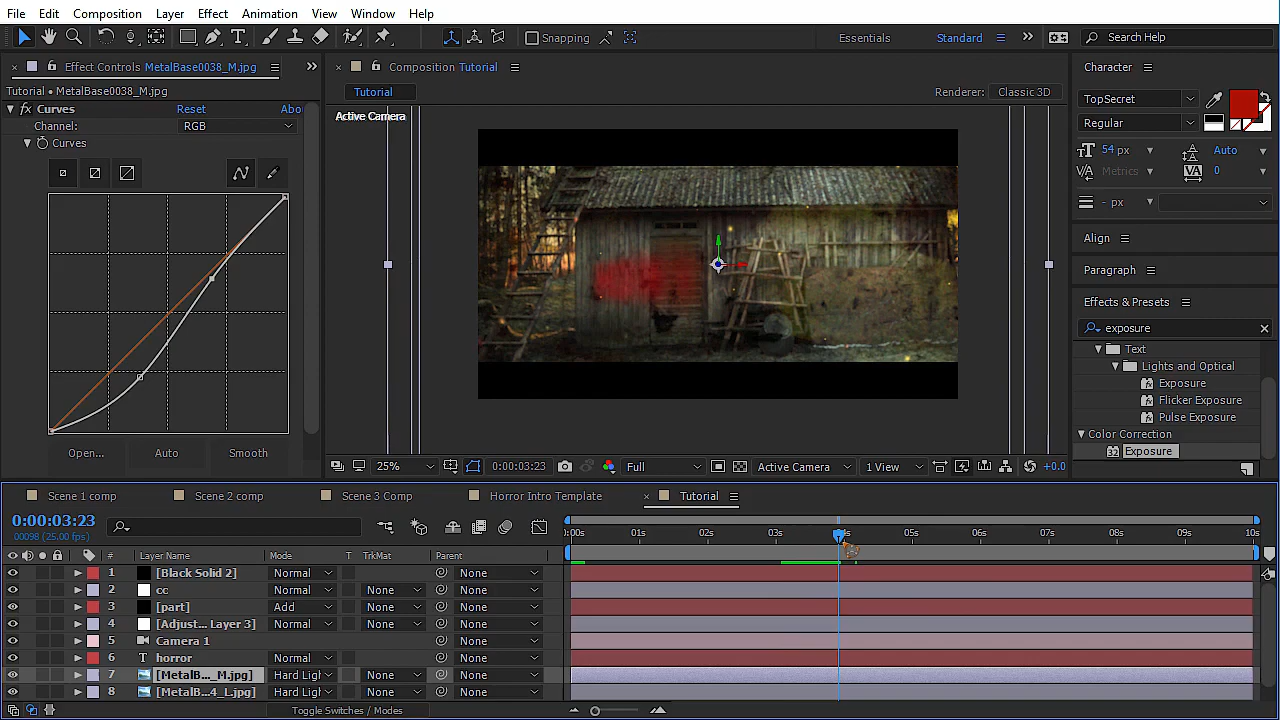 File Edit Composition Layer Effect Animation View Window Help
Snapping Essentials Standard Search Help
Effect Controls MetalBase0038_M.jpg
Composition Tutorial
Character
Tutorial • MetalBase0038_M.jpg
Tutorial
Renderer: Classic 3D
TopSecret
fx Curves Reset Abo
Active Camera
Channel: RGB
Regular
Curves
54 px Auto
Metrics 0
- px
Align
Paragraph
Effects & Presets
exposure
Text
Lights and Optical
Exposure
Flicker Exposure
Pulse Exposure
Color Correction
Exposure
Open... Auto Smooth
25% 0:00:03:23 Full Active Camera 1 View +0.0
Scene 1 comp Scene 2 comp Scene 3 Comp Horror Intro Template Tutorial
0:00:03:23
00098 (25.00 fps)
:00s 01s 02s 03s 04s 05s 06s 07s 08s 09s 10s
# Layer Name Mode T TrkMat Parent
1 [Black Solid 2] Normal None
2 cc Normal None None
3 [part] Add None None
4 [Adjust... Layer 3] Normal None None
5 Camera 1 None
6 T horror Normal None
7 [MetalB..._M.jpg] Hard Ligl None None
8 [MetalB...4_L.jpg] Hard Ligl None None
Toggle Switches / Modes